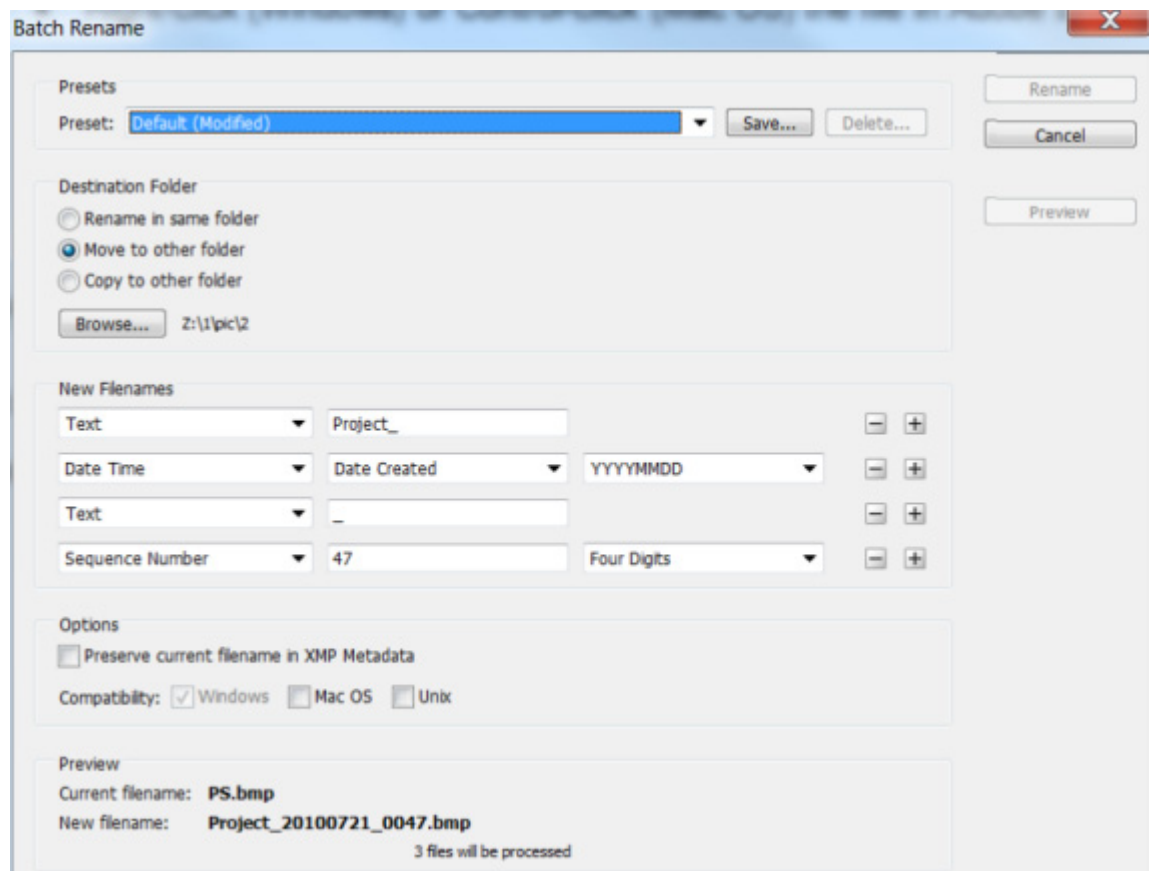 Batch Rename
Presets
Preset: Default (Modified) Save... Delete...
Rename
Cancel
Preview
Destination Folder
Rename in same folder
Move to other folder
Copy to other folder
Browse... Z:\1\pic\2
New Filenames
Text Project_
Date Time Date Created YYYYMMDD
Text _
Sequence Number 47 Four Digits
Options
Preserve current filename in XMP Metadata
Compatibility: Windows Mac OS Unix
Preview
Current filename: PS.bmp
New filename: Project_20100721_0047.bmp
3 files will be processed